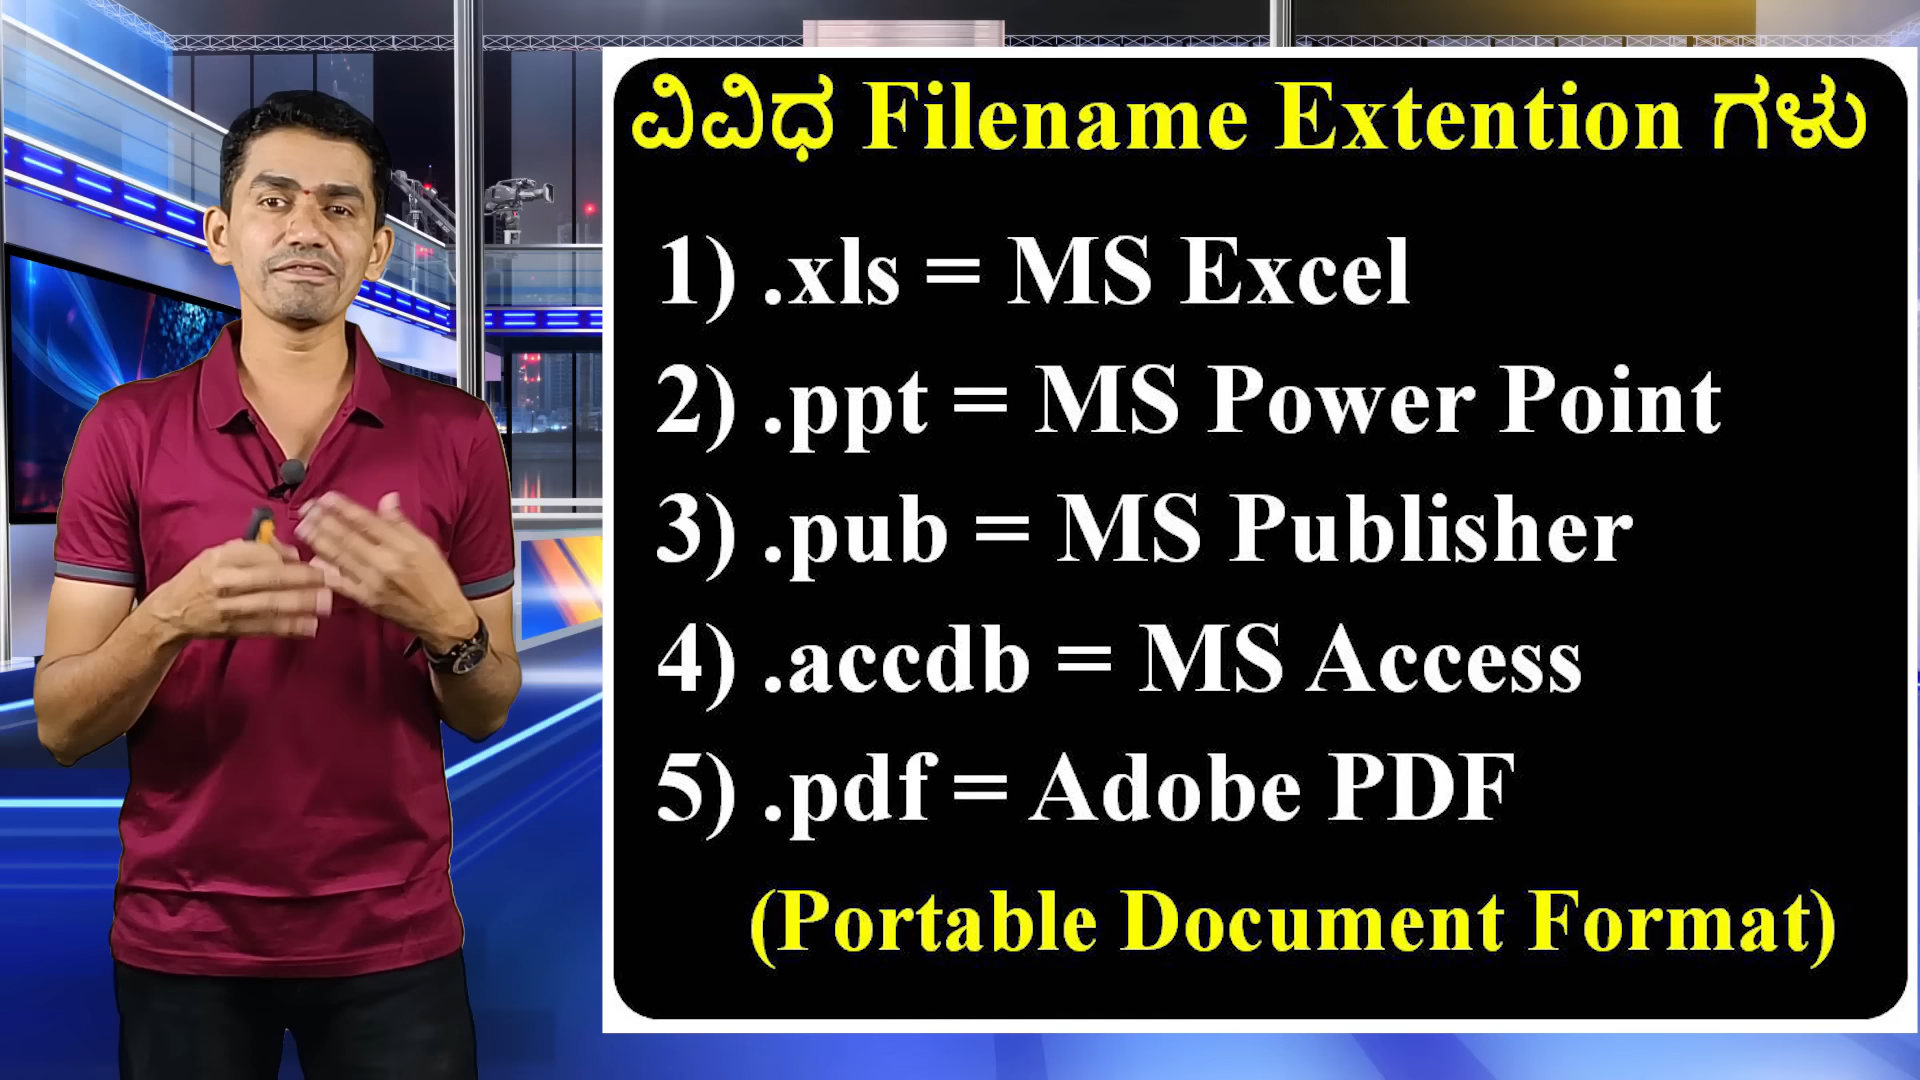 ವಿವಿಧ Filename Extention ಗಳು
1) .xls = MS Excel
2) .ppt = MS Power Point
3) .pub = MS Publisher
4) .accdb = MS Access
5) .pdf = Adobe PDF
(Portable Document Format)